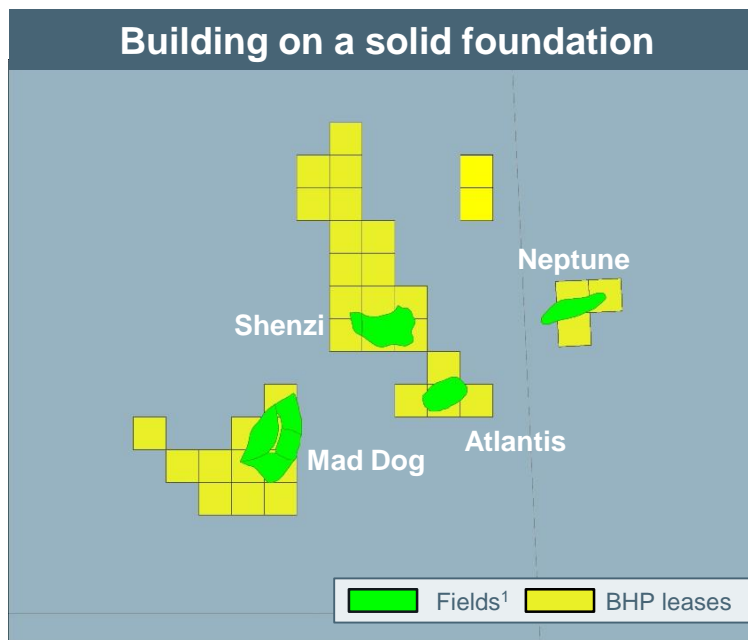 Building on a solid foundation
Neptune
Shenzi
Atlantis
Mad Dog
Fields¹ BHP leases